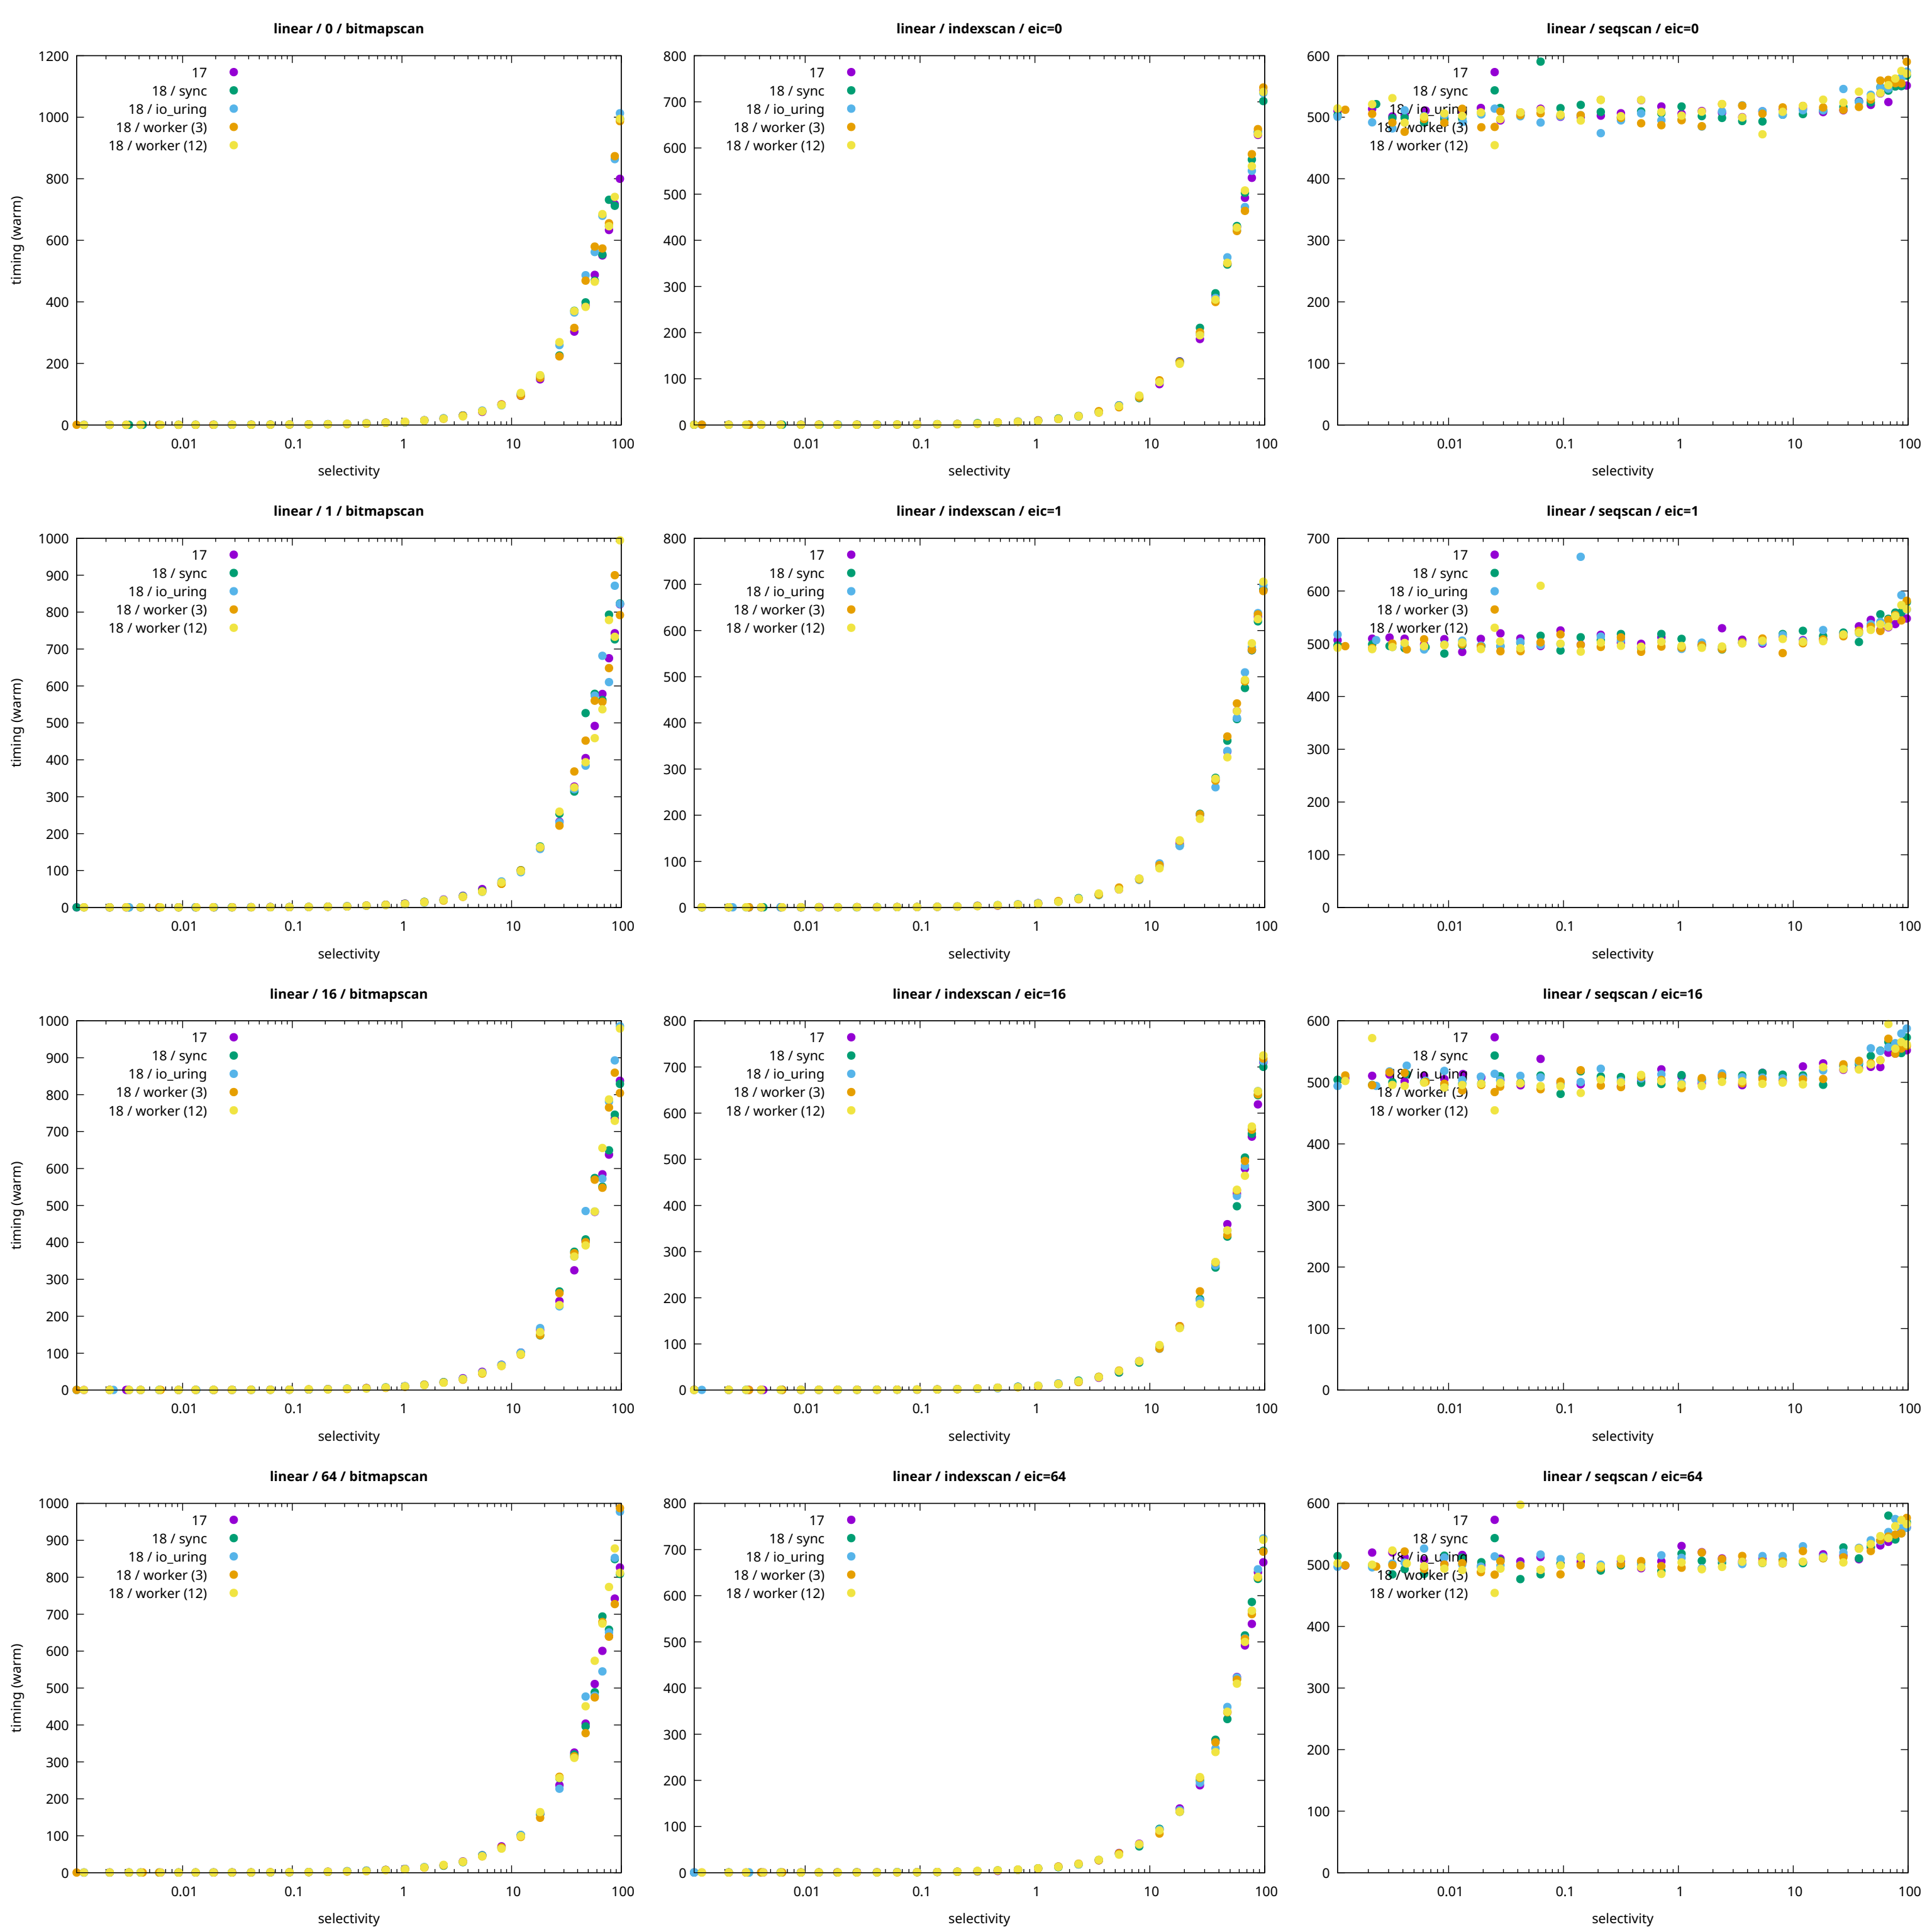 linear / 0 / bitmapscan
1200
1000
800
600
400
200
0
0.01 0.1 1 10 100
timing (warm)
selectivity
17
18 / sync
18 / io_uring
18 / worker (3)
18 / worker (12)
linear / indexscan / eic=0
800
700
600
500
400
300
200
100
0
0.01 0.1 1 10 100
selectivity
17
18 / sync
18 / io_uring
18 / worker (3)
18 / worker (12)
linear / seqscan / eic=0
600
500
400
300
200
100
0
0.01 0.1 1 10 100
selectivity
17
18 / sync
18 / io_uring
18 / worker (3)
18 / worker (12)
linear / 1 / bitmapscan
1000
900
800
700
600
500
400
300
200
100
0
0.01 0.1 1 10 100
timing (warm)
selectivity
17
18 / sync
18 / io_uring
18 / worker (3)
18 / worker (12)
linear / indexscan / eic=1
800
700
600
500
400
300
200
100
0
0.01 0.1 1 10 100
selectivity
17
18 / sync
18 / io_uring
18 / worker (3)
18 / worker (12)
linear / seqscan / eic=1
700
600
500
400
300
200
100
0
0.01 0.1 1 10 100
selectivity
17
18 / sync
18 / io_uring
18 / worker (3)
18 / worker (12)
linear / 16 / bitmapscan
1000
900
800
700
600
500
400
300
200
100
0
0.01 0.1 1 10 100
timing (warm)
selectivity
17
18 / sync
18 / io_uring
18 / worker (3)
18 / worker (12)
linear / indexscan / eic=16
800
700
600
500
400
300
200
100
0
0.01 0.1 1 10 100
selectivity
17
18 / sync
18 / io_uring
18 / worker (3)
18 / worker (12)
linear / seqscan / eic=16
600
500
400
300
200
100
0
0.01 0.1 1 10 100
selectivity
17
18 / sync
18 / io_uring
18 / worker (3)
18 / worker (12)
linear / 64 / bitmapscan
1000
900
800
700
600
500
400
300
200
100
0
0.01 0.1 1 10 100
timing (warm)
selectivity
17
18 / sync
18 / io_uring
18 / worker (3)
18 / worker (12)
linear / indexscan / eic=64
800
700
600
500
400
300
200
100
0
0.01 0.1 1 10 100
selectivity
17
18 / sync
18 / io_uring
18 / worker (3)
18 / worker (12)
linear / seqscan / eic=64
600
500
400
300
200
100
0
0.01 0.1 1 10 100
selectivity
17
18 / sync
18 / io_uring
18 / worker (3)
18 / worker (12)